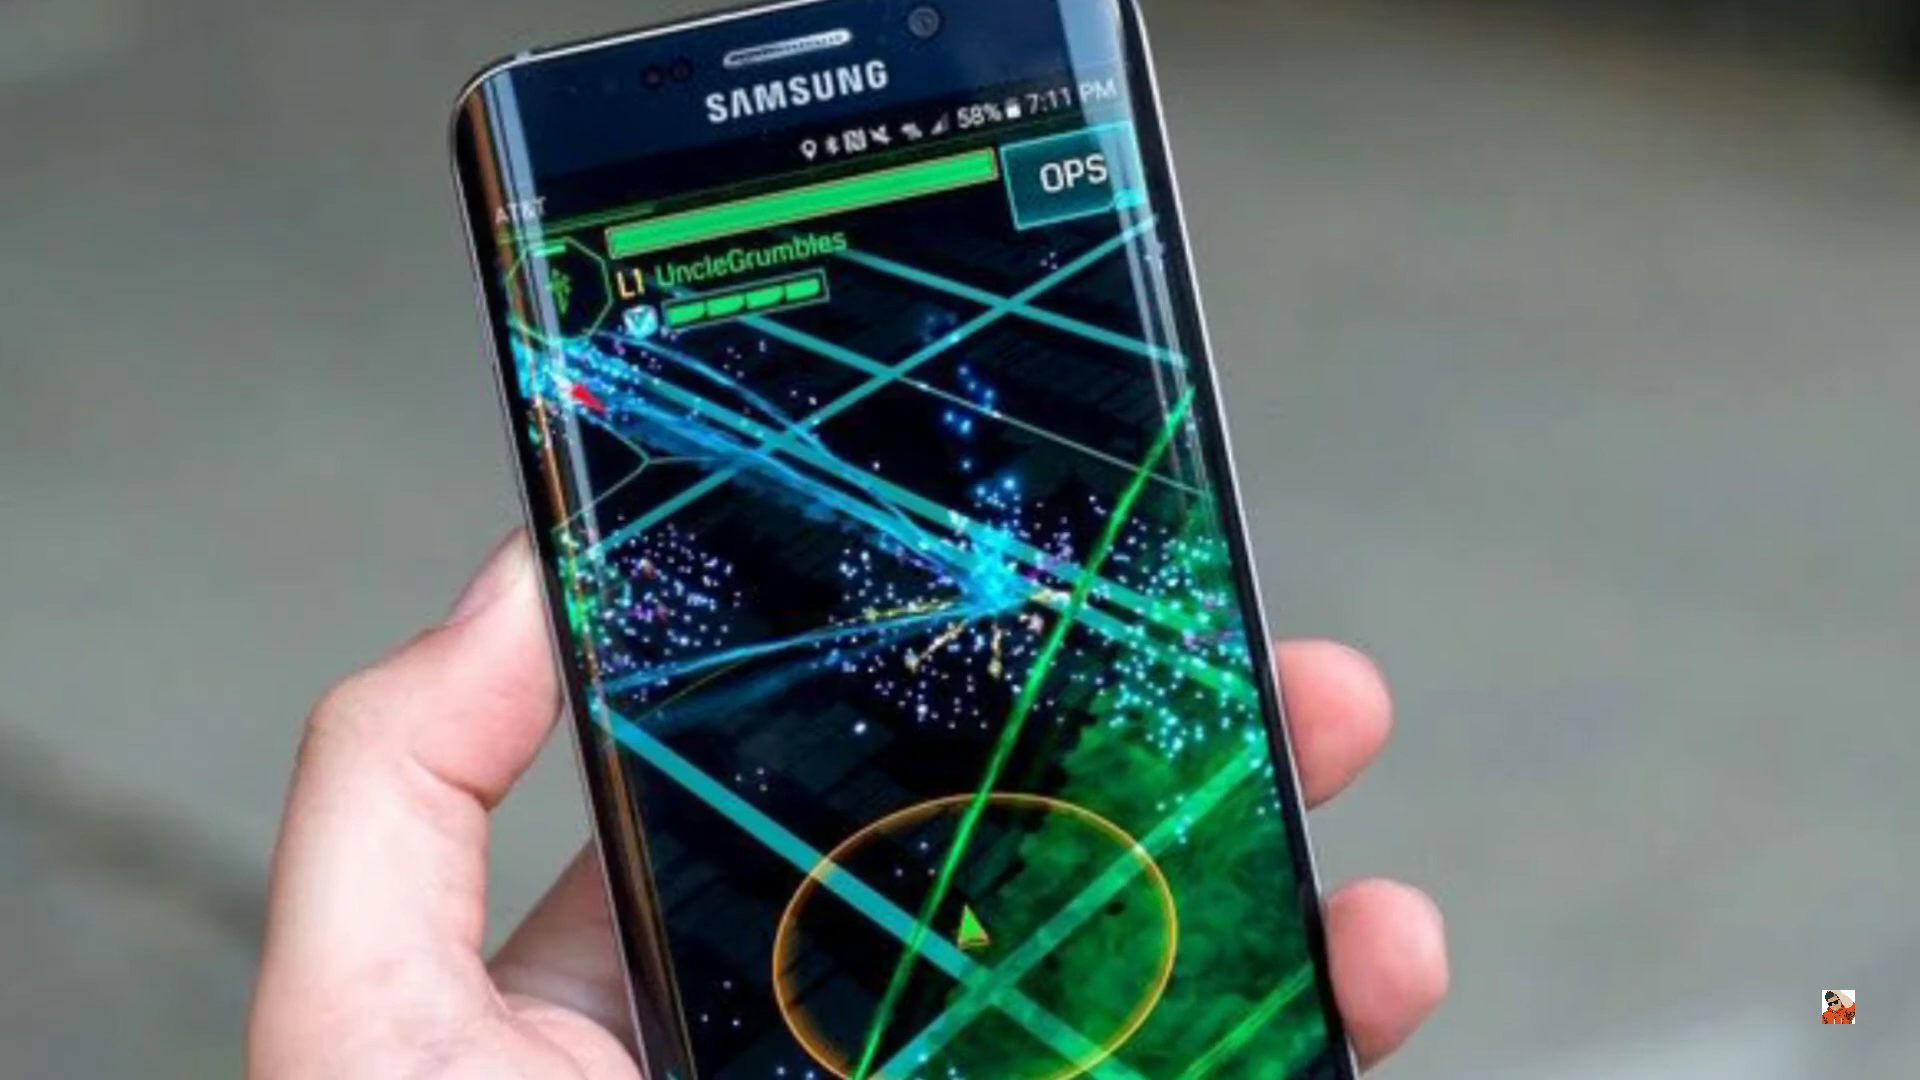 SAMSUNG
58% 7:11 PM
AT&T
OPS
L1 UncleGrumbles